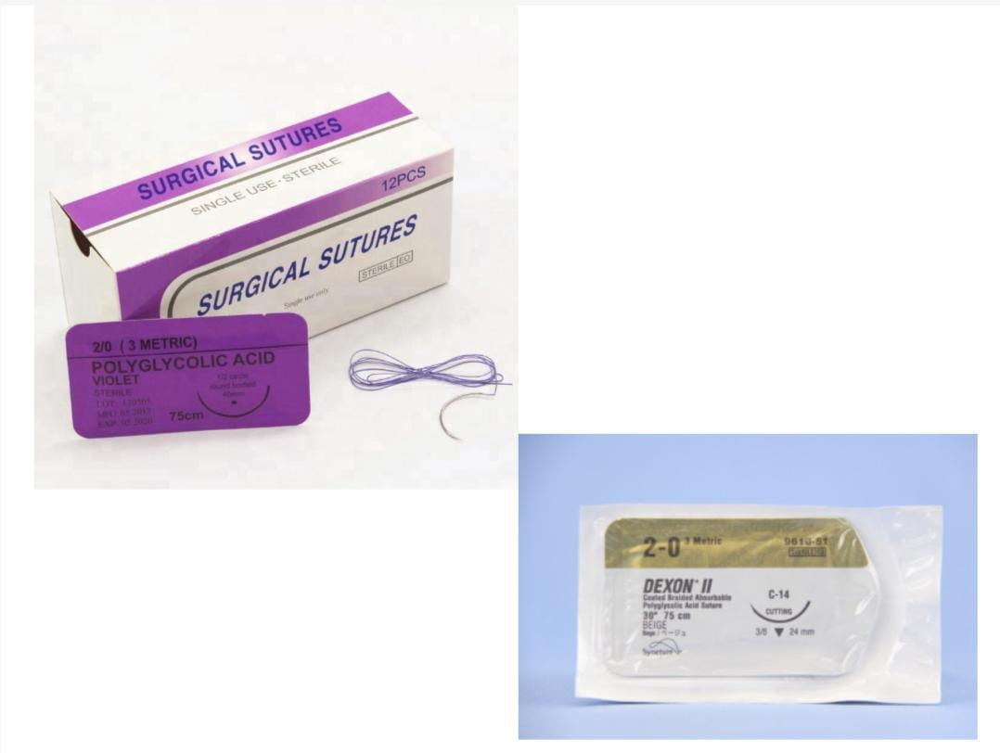 SURGICAL SUTURES
SINGLE USE · STERILE
12PCS
SURGICAL SUTURES
STERILE EO
Single use only
2/0 ( 3 METRIC)
POLYGLYCOLIC ACID
VIOLET
STERILE
LOT: 170505
MFG: 05 2017
EXP: 05 2020
75cm
1/2 circle
round bodied
40mm
2-0 3 Metric
9618-51
DEXON* II
Coated Braided Absorbable
Polyglycolic Acid Suture
30" 75 cm
BEIGE
Beige / ベージュ
Syneture
C-14
CUTTING
3/8 ▼ 24 mm